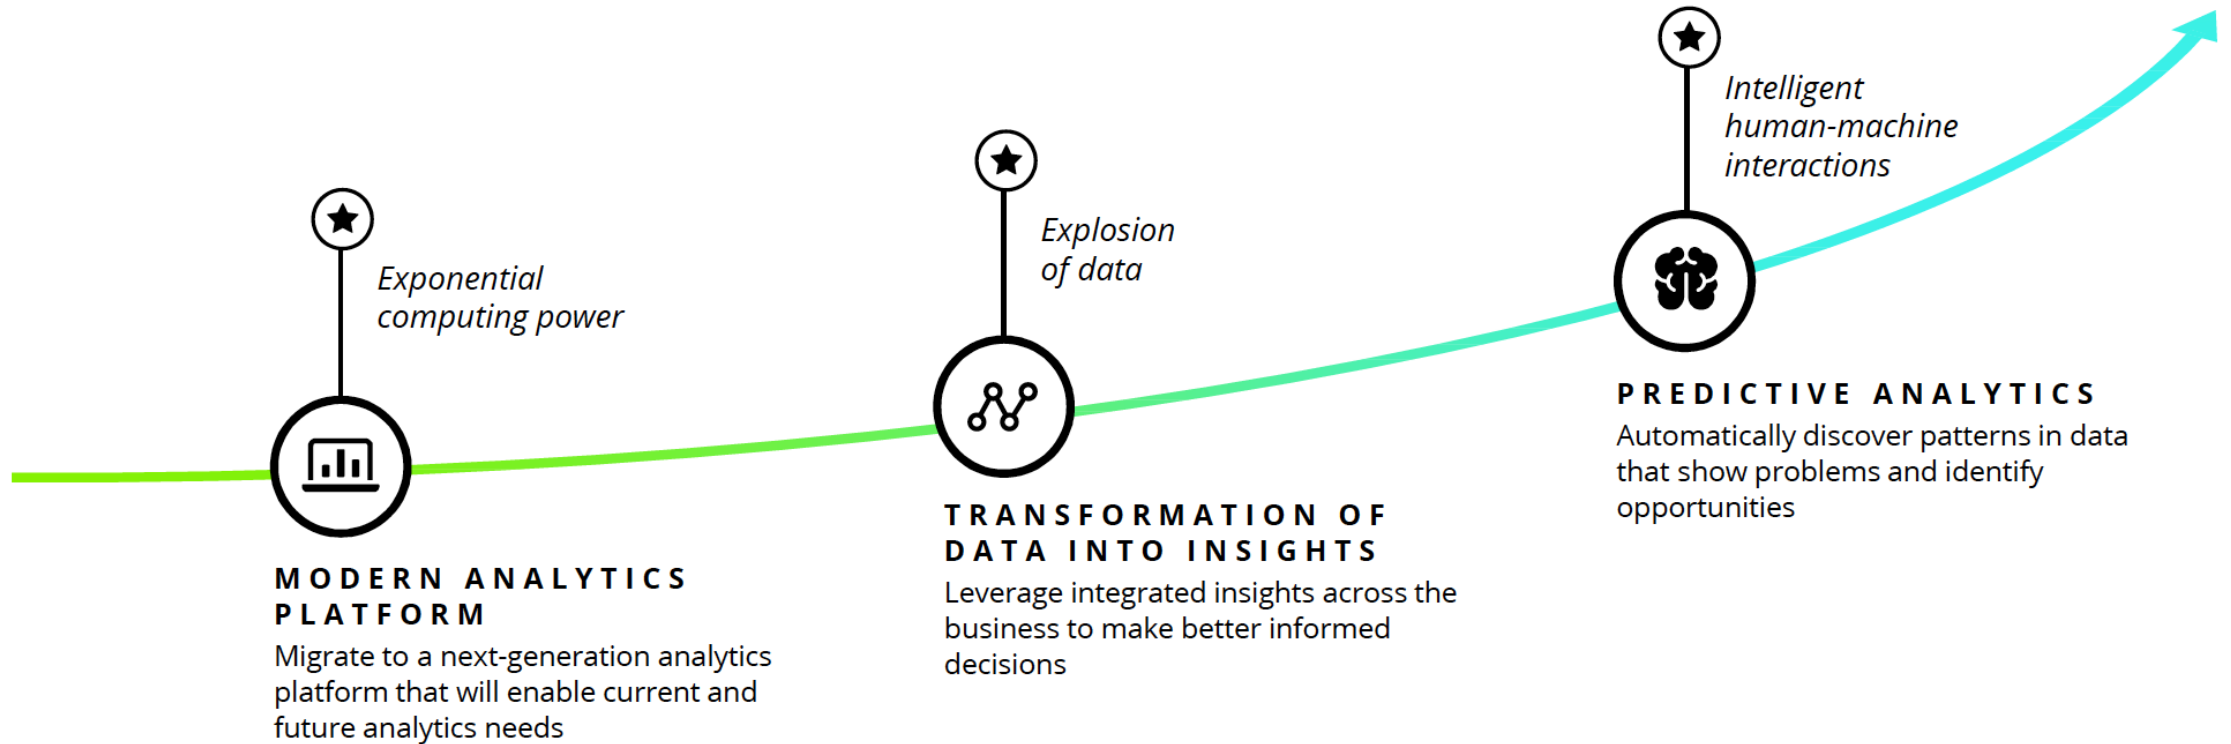 Exponential
computing power
MODERN ANALYTICS
PLATFORM
Migrate to a next-generation analytics
platform that will enable current and
future analytics needs
Explosion
of data
TRANSFORMATION OF
DATA INTO INSIGHTS
Leverage integrated insights across the
business to make better informed
decisions
Intelligent
human-machine
interactions
PREDICTIVE ANALYTICS
Automatically discover patterns in data
that show problems and identify
opportunities